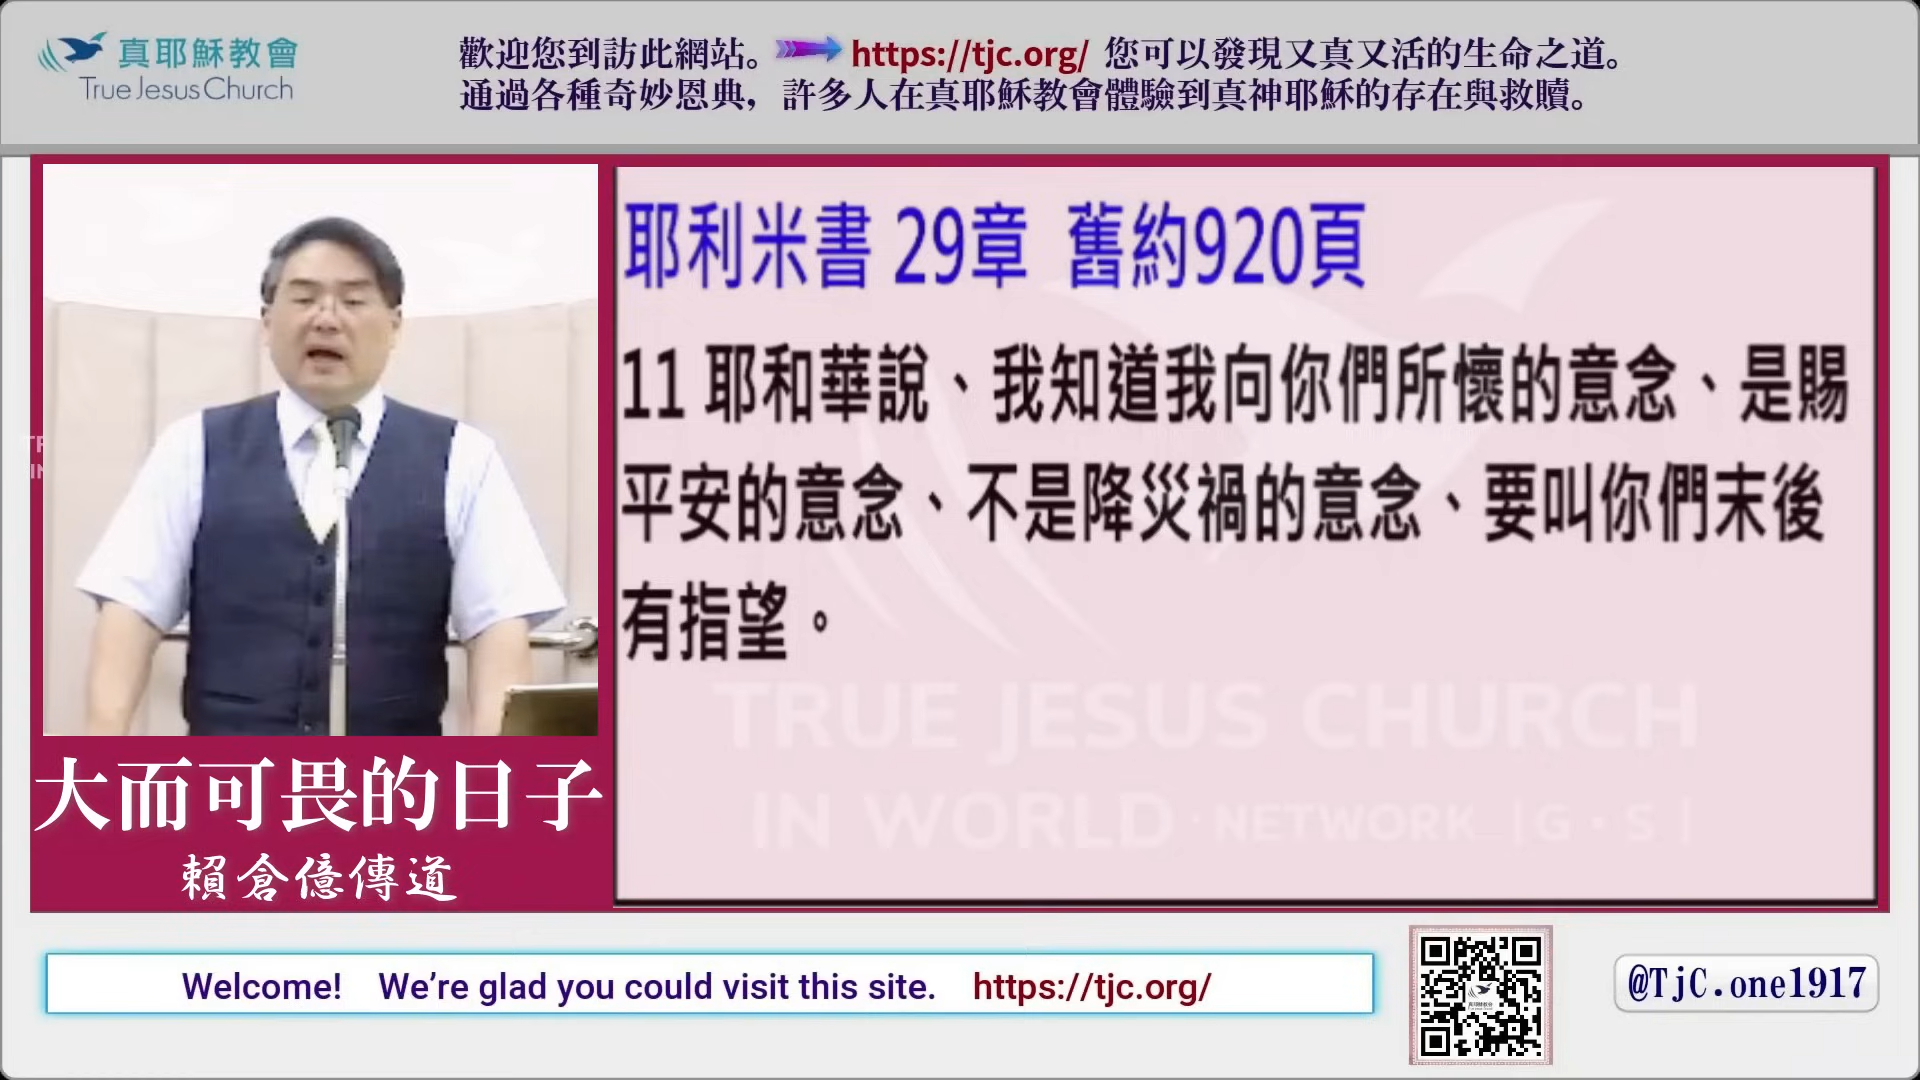 真耶穌教會
True Jesus Church
歡迎您到訪此網站。 https://tjc.org/ 您可以發現又真又活的生命之道。
通過各種奇妙恩典，許多人在真耶穌教會體驗到真神耶穌的存在與救贖。
耶利米書 29章 舊約920頁
11 耶和華說、我知道我向你們所懷的意念、是賜
平安的意念、不是降災禍的意念、要叫你們末後
有指望。
TRUE JESUS CHURCH
IN WORLD · NETWORK |G · S|
大而可畏的日子
賴倉億傳道
Welcome! We're glad you could visit this site. https://tjc.org/
@TjC.one1917